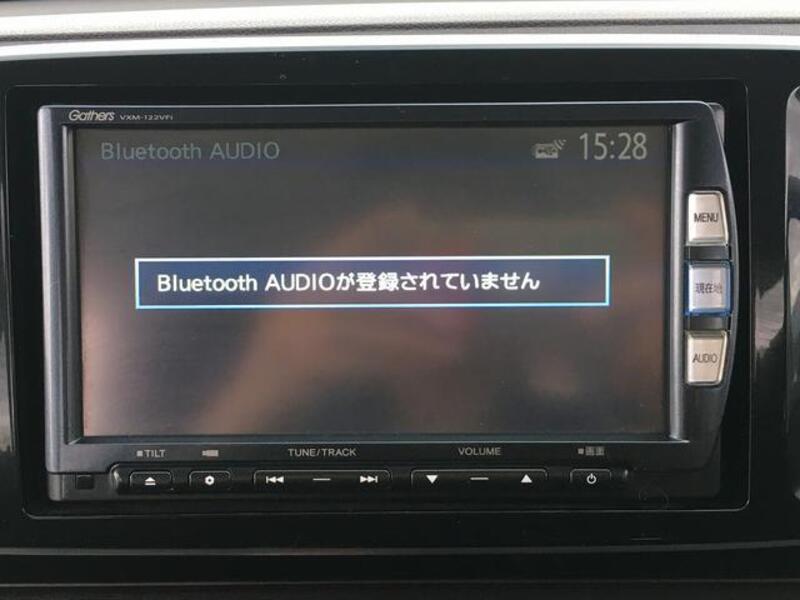 Gathers VXM-122VFi
Bluetooth AUDIO
15:28
Bluetooth AUDIOが登録されていません
MENU
現在地
AUDIO
TILT
TUNE/TRACK
VOLUME
画面